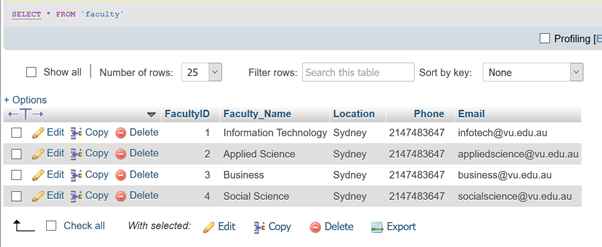 SELECT * FROM `faculty`
Profiling [E
Show all Number of rows: 25 Filter rows: Search this table Sort by key: None
+ Options
←T→ FacultyID Faculty_Name Location Phone Email
Edit Copy Delete 1 Information Technology Sydney 2147483647 infotech@vu.edu.au
Edit Copy Delete 2 Applied Science Sydney 2147483647 appliedscience@vu.edu.au
Edit Copy Delete 3 Business Sydney 2147483647 business@vu.edu.au
Edit Copy Delete 4 Social Science Sydney 2147483647 socialscience@vu.edu.au
Check all With selected: Edit Copy Delete Export